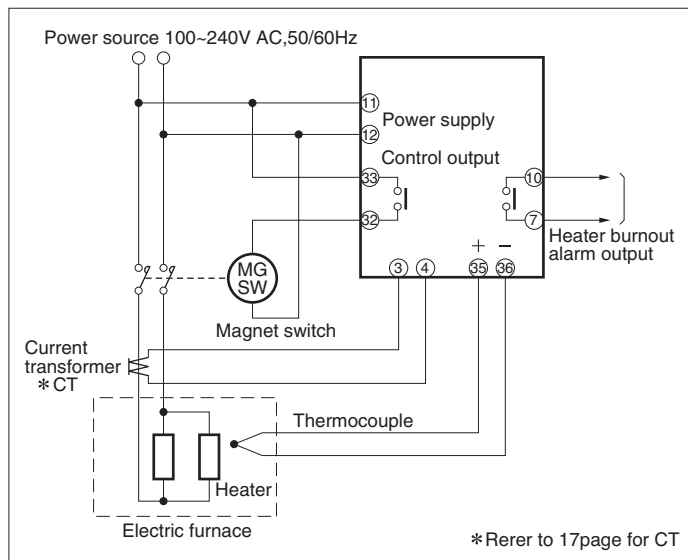 Power source 100~240V AC,50/60Hz
11
12
Power supply
Control output
33
10
32
7
Heater burnout
alarm output
+ −
3 4 35 36
MG
SW
Magnet switch
Current
transformer
*CT
Thermocouple
Heater
Electric furnace
*Rerer to 17page for CT